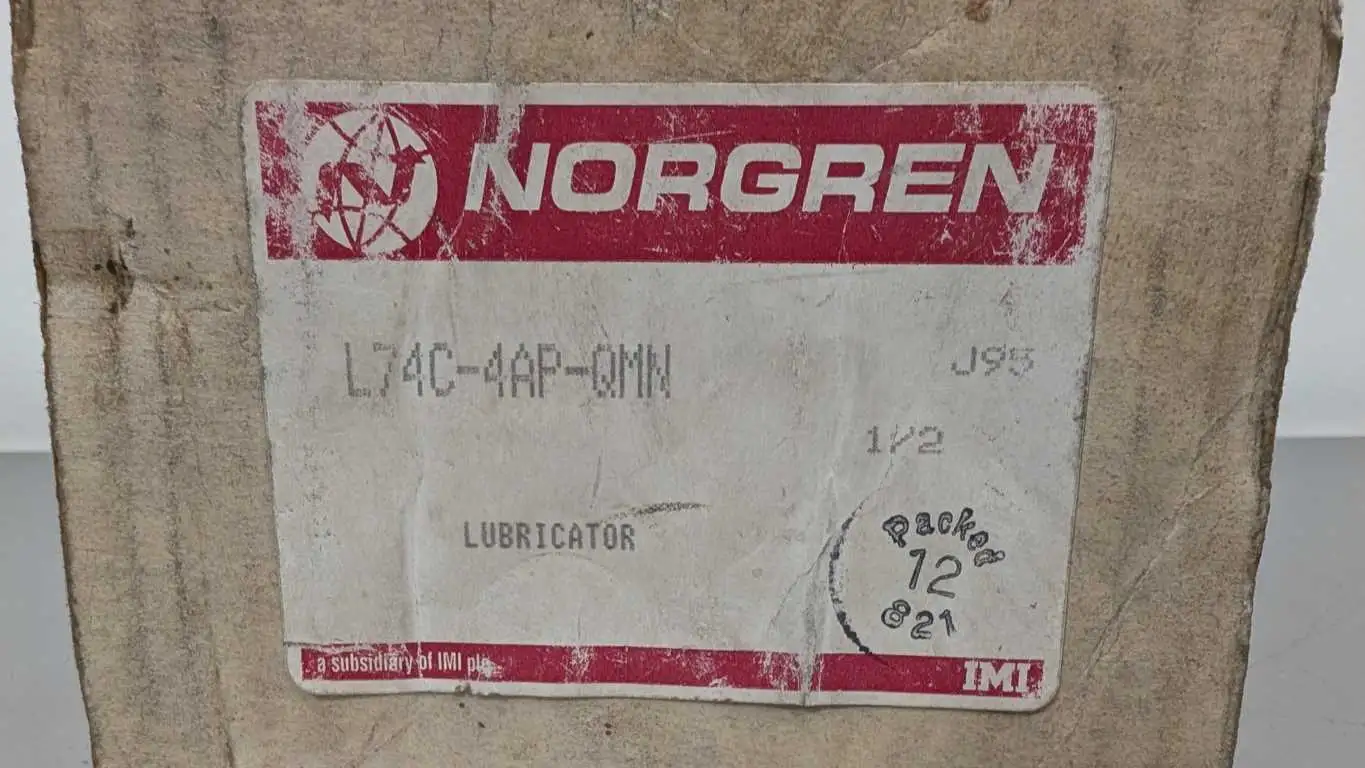 NORGREN
L74C-4AP-QMN
J95
1/2
LUBRICATOR
Packed
12
821
a subsidiary of IMI plc
IMI